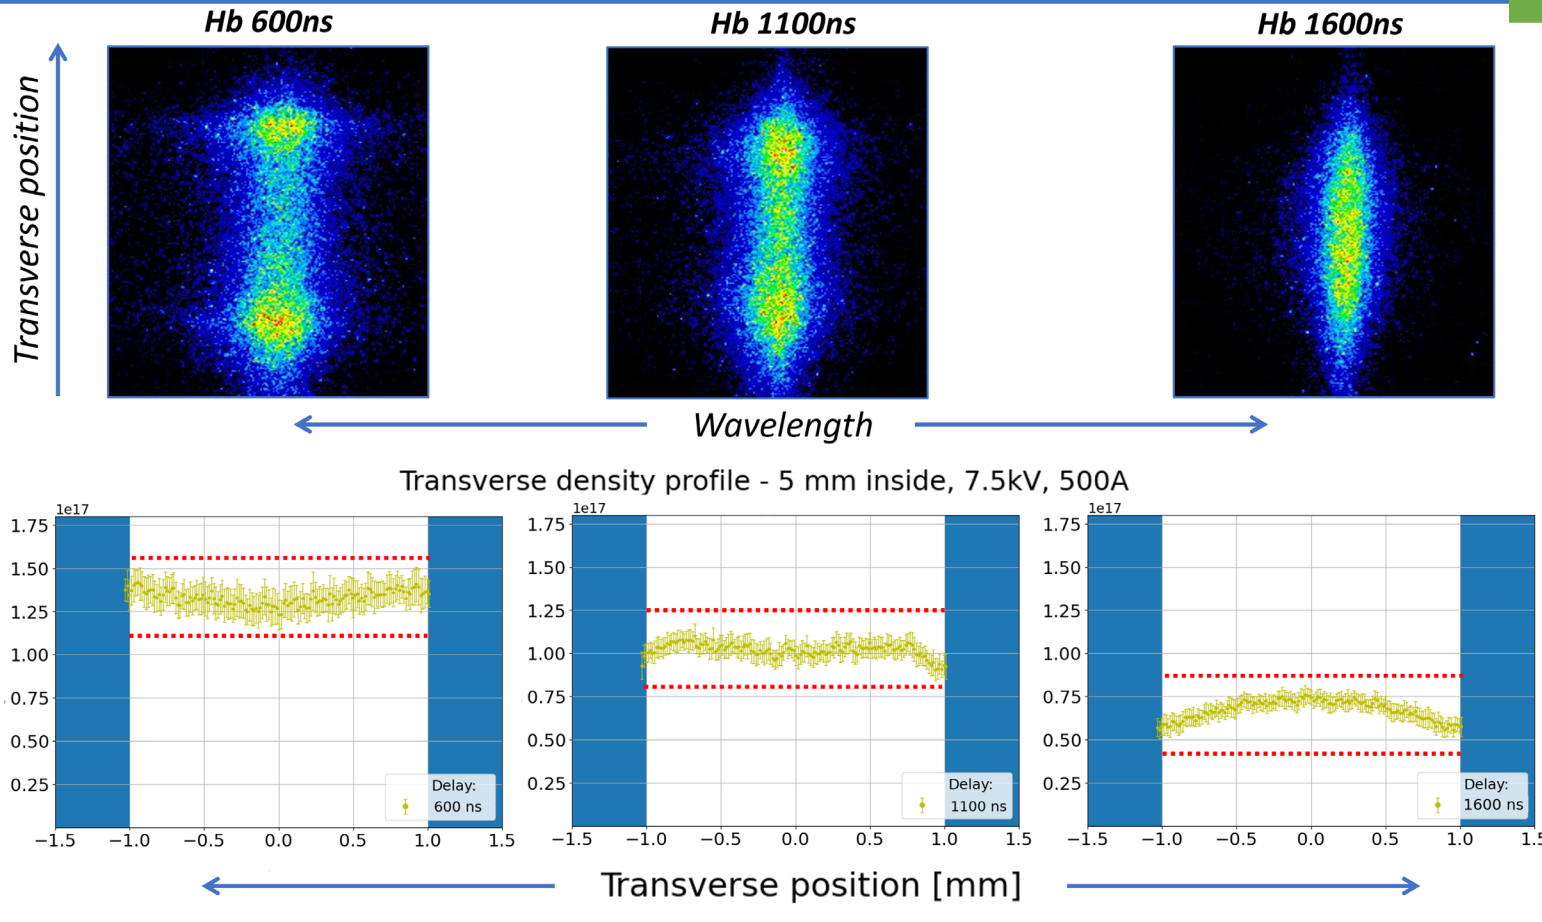 Hb 600ns
Hb 1100ns
Hb 1600ns
Transverse position
Wavelength
Transverse density profile - 5 mm inside, 7.5kV, 500A
1e17
1.75
1.50
1.25
1.00
0.75
0.50
0.25
−1.5 −1.0 −0.5 0.0 0.5 1.0 1.5
Delay:
600 ns
1e17
1.75
1.50
1.25
1.00
0.75
0.50
0.25
−1.5 −1.0 −0.5 0.0 0.5 1.0 1.5
Delay:
1100 ns
1e17
1.75
1.50
1.25
1.00
0.75
0.50
0.25
−1.5 −1.0 −0.5 0.0 0.5 1.0 1.5
Delay:
1600 ns
Transverse position [mm]